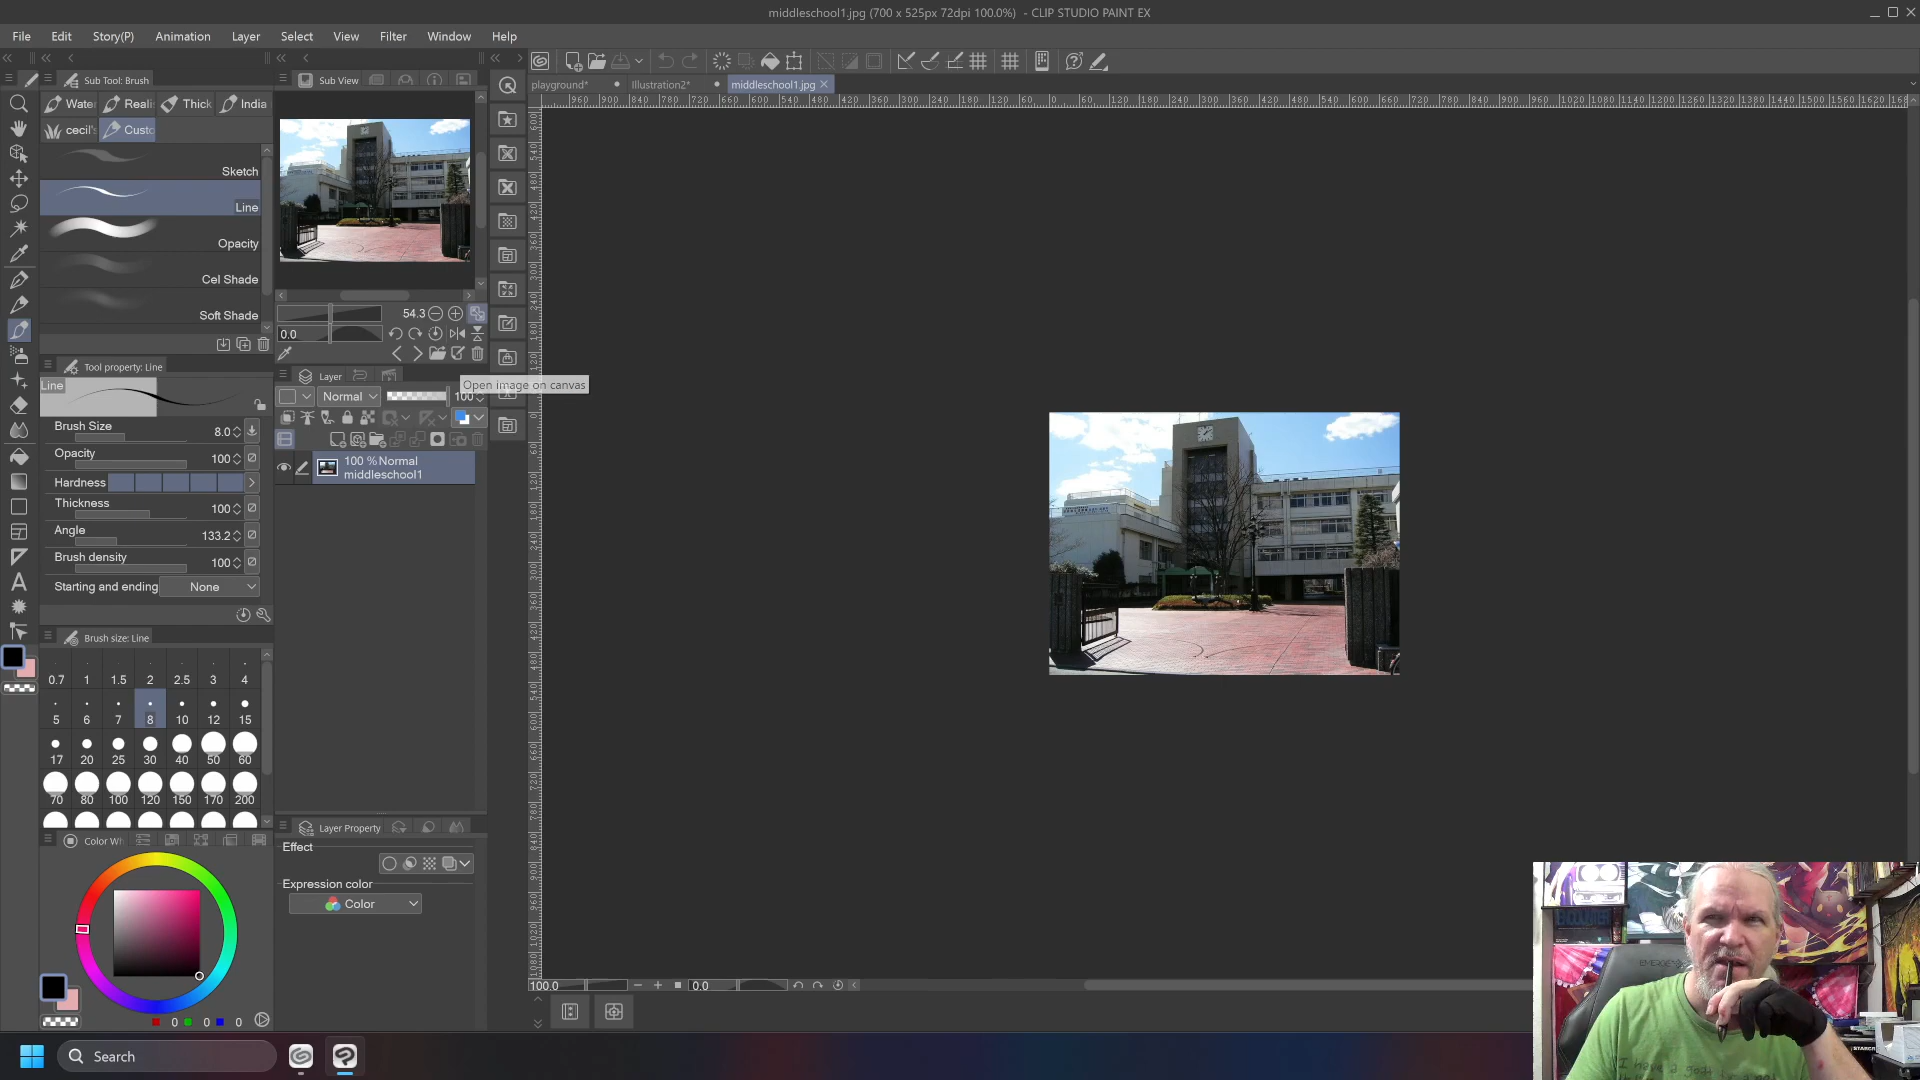 middleschool1.jpg (700 x 525px 72dpi 100.0%) - CLIP STUDIO PAINT EX
File Edit Story(P) Animation Layer Select View Filter Window Help
Sub Tool: Brush
Sub View
playground* Illustration2* middleschool1.jpg
Water Reali Thick India
cecil's Custo
Sketch
Line
Opacity
Cel Shade
Soft Shade
54.3
0.0
Tool property: Line
Line
Brush Size 8.0
Opacity 100
Hardness
Thickness 100
Angle 133.2
Brush density 100
Starting and ending None
Layer
Open image on canvas
Normal 100
100 % Normal
middleschool1
Brush size: Line
0.7 1 1.5 2 2.5 3 4
5 6 7 8 10 12 15
17 20 25 30 40 50 60
70 80 100 120 150 170 200
Color Wh
0 0 0
Layer Property
Effect
Expression color
Color
100.0 0.0
Search